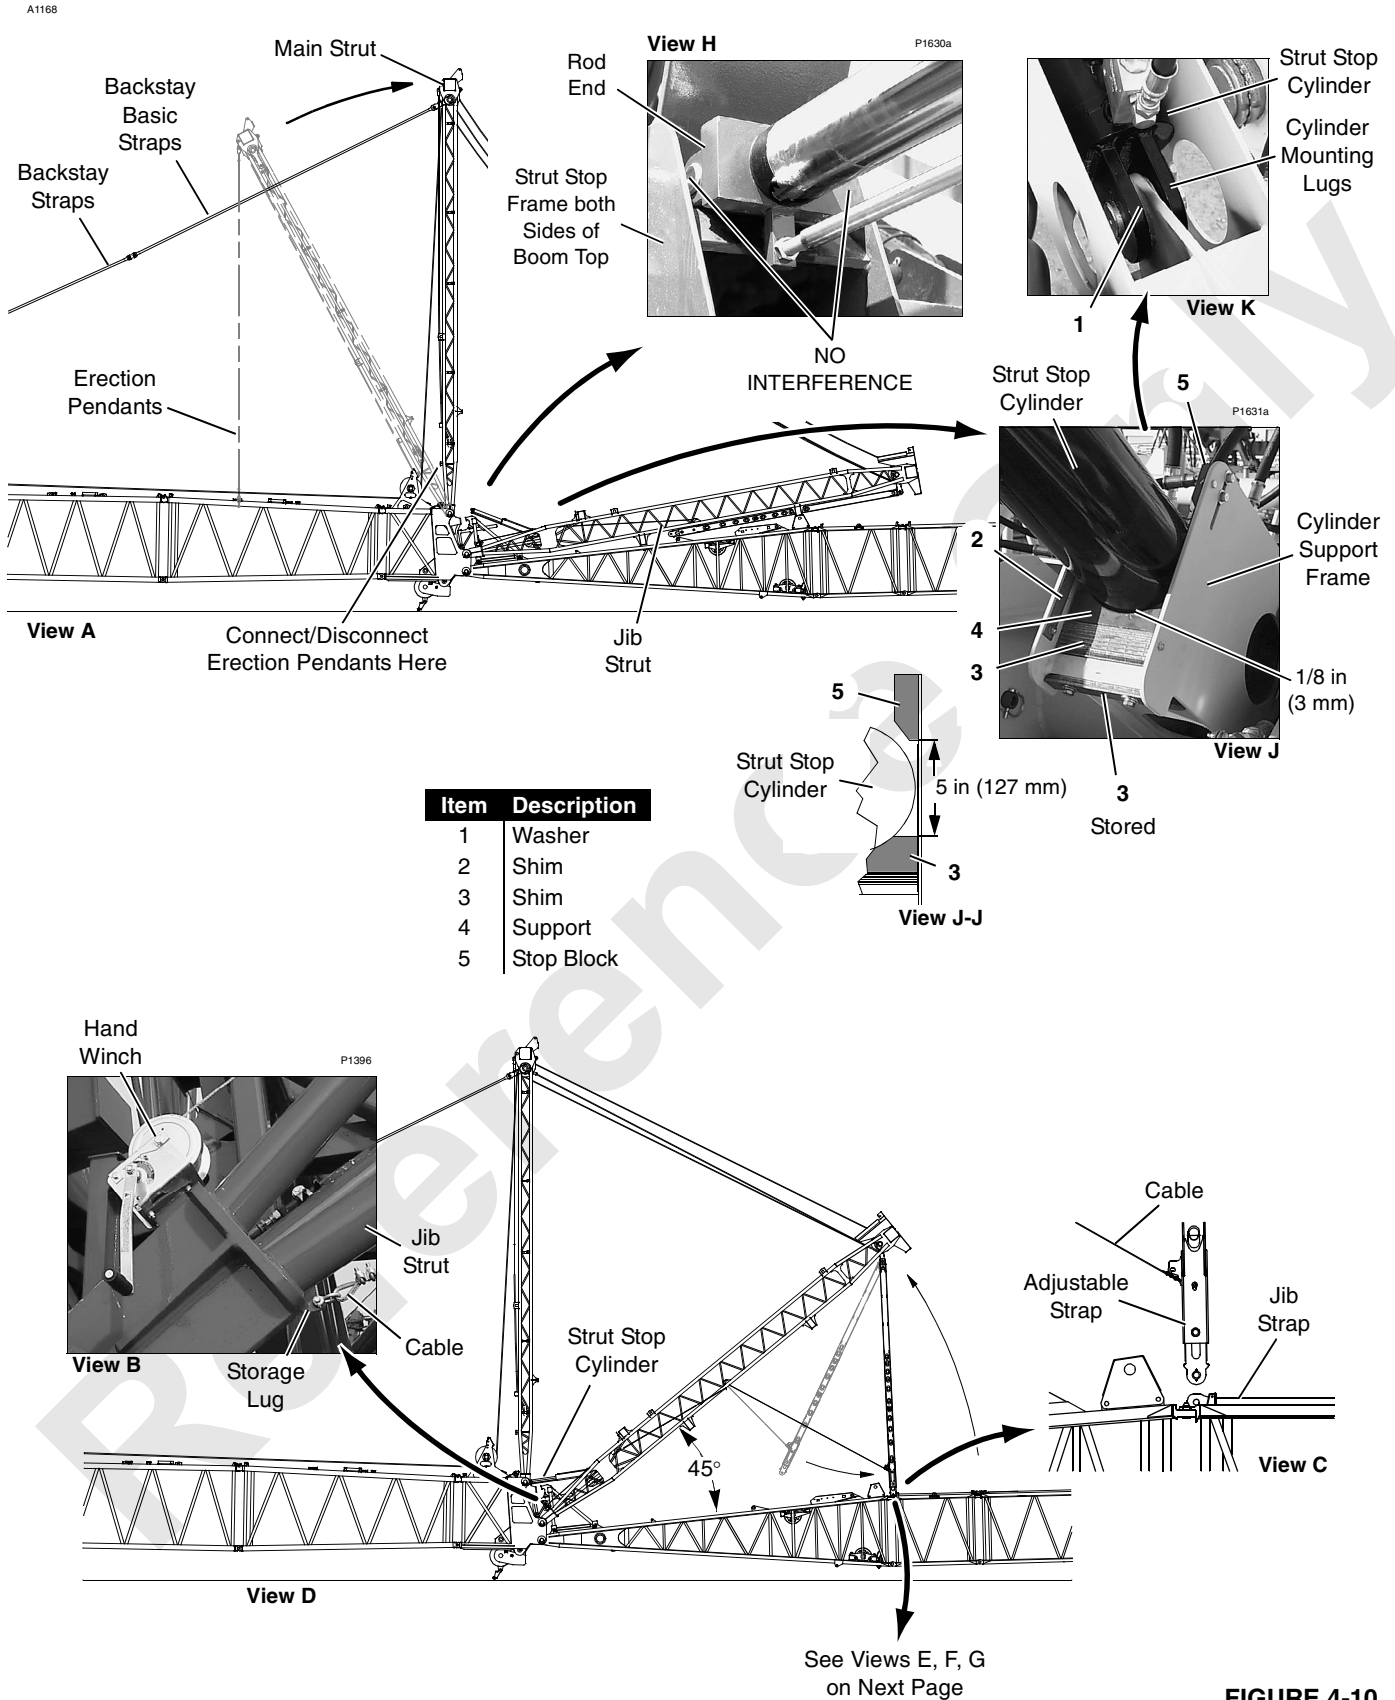 A1168
Main Strut
Backstay
Basic
Straps
Backstay
Straps
Erection
Pendants
View A
Connect/Disconnect
Erection Pendants Here
Jib
Strut
View H
P1630a
Rod
End
Strut Stop
Frame both
Sides of
Boom Top
NO
INTERFERENCE
Strut Stop
Cylinder
Cylinder
Mounting
Lugs
View K
1
Strut Stop
Cylinder
5
P1631a
2
Cylinder
Support
Frame
4
3
1/8 in
(3 mm)
View J
3
Stored
5
Strut Stop
Cylinder
5 in (127 mm)
3
View J-J
Item Description
1 Washer
2 Shim
3 Shim
4 Support
5 Stop Block
Hand
Winch
P1396
Jib
Strut
Cable
View B
Storage
Lug
Strut Stop
Cylinder
45°
View D
Cable
Adjustable
Strap
Jib
Strap
View C
See Views E, F, G
on Next Page
FIGURE 4-10
Reference Only